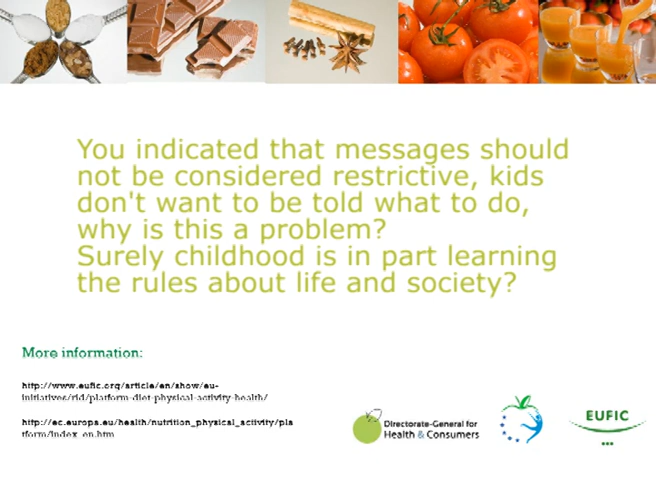 You indicated that messages should
not be considered restrictive, kids
don't want to be told what to do,
why is this a problem?
Surely childhood is in part learning
the rules about life and society?
More information:
http://www.eufic.org/article/en/show/eu-
initiatives/rid/platform-diet-physical-activity-health/
http://ec.europa.eu/health/nutrition_physical_activity/pla
tform/index_en.htm
Directorate-General for
Health & Consumers
EUFIC